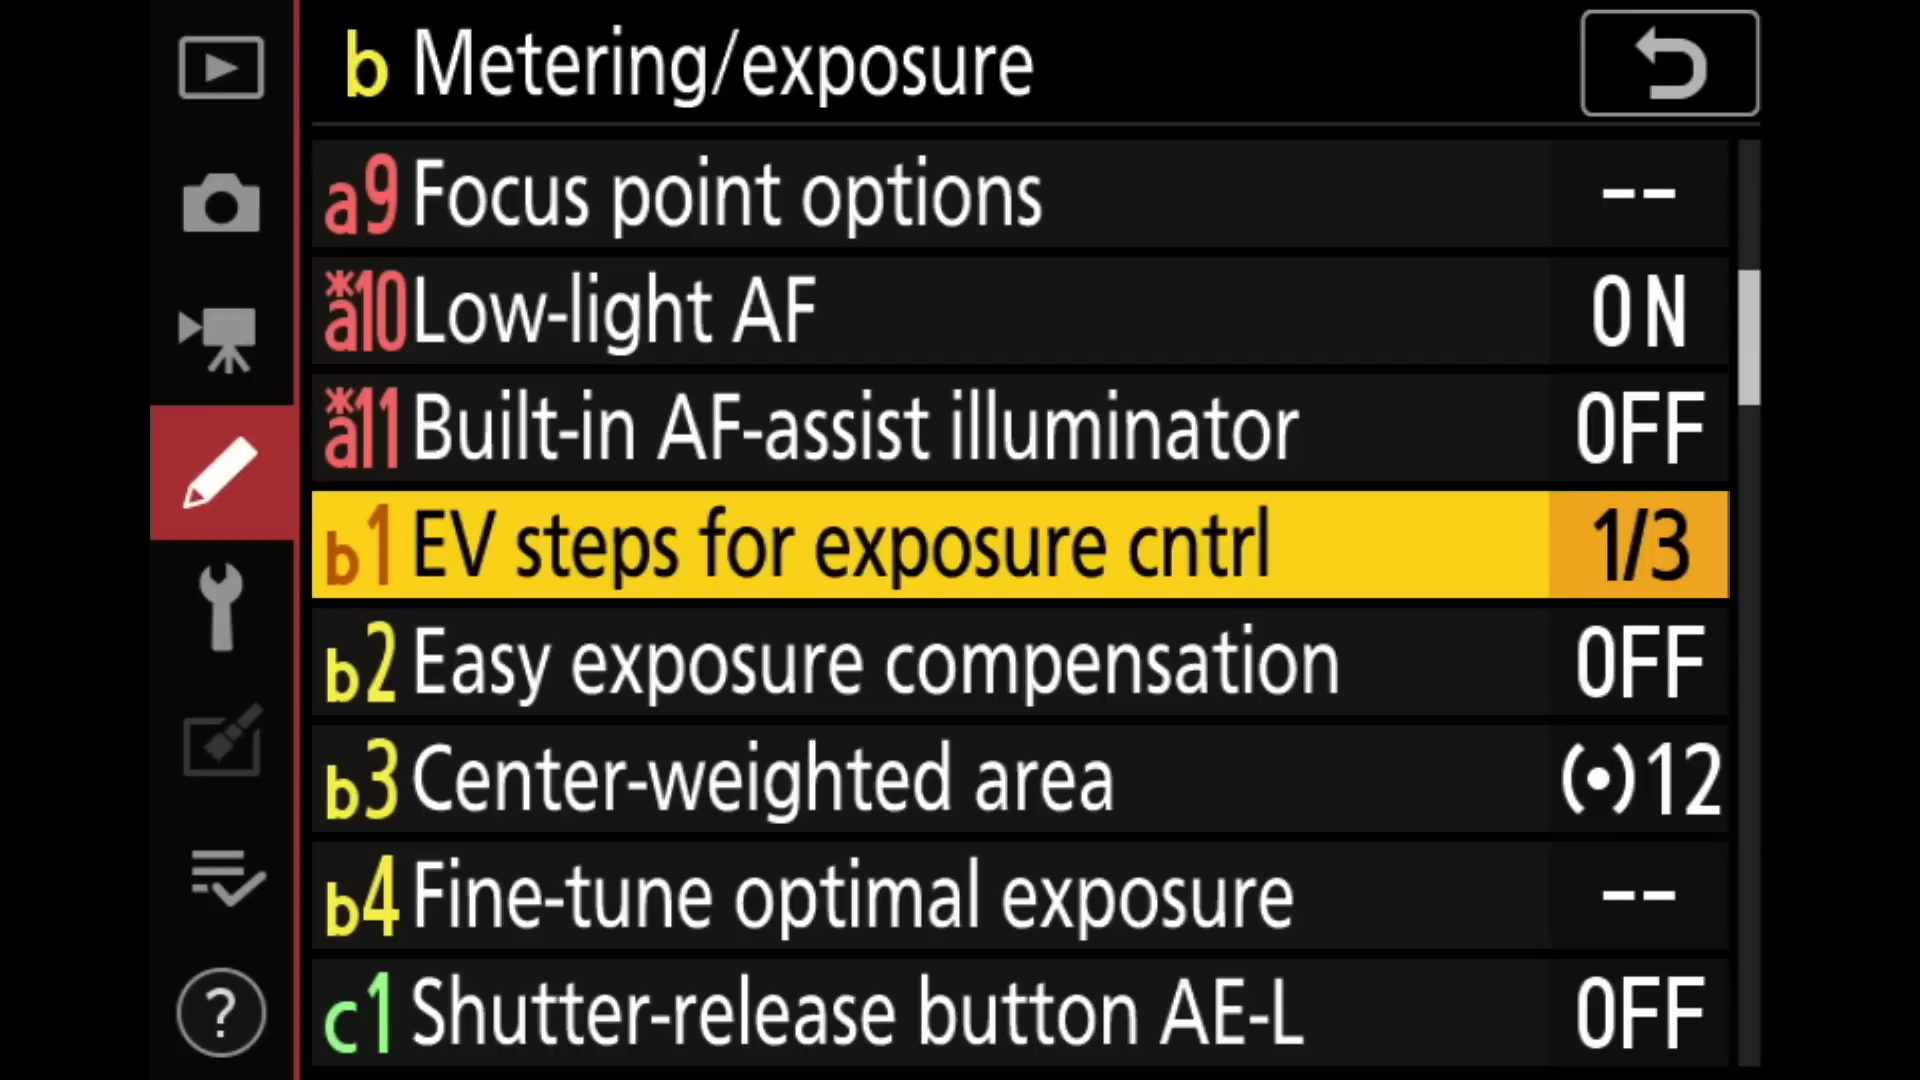 b Metering/exposure
a9 Focus point options --
*a10 Low-light AF ON
*a11 Built-in AF-assist illuminator OFF
b1 EV steps for exposure cntrl 1/3
b2 Easy exposure compensation OFF
b3 Center-weighted area (•)12
b4 Fine-tune optimal exposure --
c1 Shutter-release button AE-L OFF
?